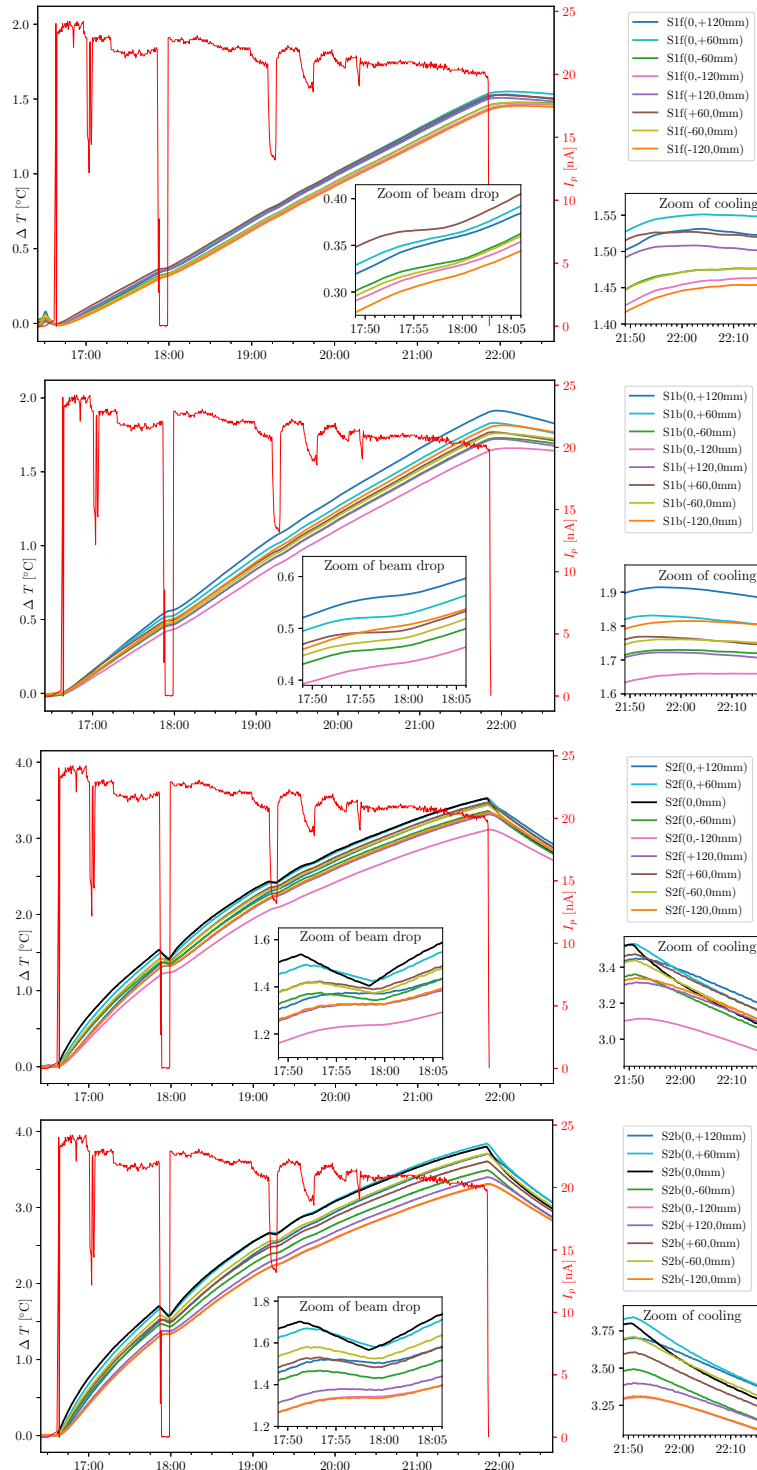 2.0
1.5
1.0
0.5
0.0
Δ T [°C]
25
20
15
10
5
0
I_p [nA]
17:00
18:00
19:00
20:00
21:00
22:00
Zoom of beam drop
0.40
0.35
0.30
17:50
17:55
18:00
18:05
S1f(0,+120mm)
S1f(0,+60mm)
S1f(0,-60mm)
S1f(0,-120mm)
S1f(+120,0mm)
S1f(+60,0mm)
S1f(-60,0mm)
S1f(-120,0mm)
Zoom of cooling
1.55
1.50
1.45
1.40
21:50
22:00
22:10
2.0
1.5
1.0
0.5
0.0
Δ T [°C]
25
20
15
10
5
0
I_p [nA]
17:00
18:00
19:00
20:00
21:00
22:00
Zoom of beam drop
0.6
0.5
0.4
17:50
17:55
18:00
18:05
S1b(0,+120mm)
S1b(0,+60mm)
S1b(0,-60mm)
S1b(0,-120mm)
S1b(+120,0mm)
S1b(+60,0mm)
S1b(-60,0mm)
S1b(-120,0mm)
Zoom of cooling
1.9
1.8
1.7
1.6
21:50
22:00
22:10
4.0
3.0
2.0
1.0
0.0
Δ T [°C]
25
20
15
10
5
0
I_p [nA]
17:00
18:00
19:00
20:00
21:00
22:00
Zoom of beam drop
1.6
1.4
1.2
17:50
17:55
18:00
18:05
S2f(0,+120mm)
S2f(0,+60mm)
S2f(0,0mm)
S2f(0,-60mm)
S2f(0,-120mm)
S2f(+120,0mm)
S2f(+60,0mm)
S2f(-60,0mm)
S2f(-120,0mm)
Zoom of cooling
3.4
3.2
3.0
21:50
22:00
22:10
4.0
3.0
2.0
1.0
0.0
Δ T [°C]
25
20
15
10
5
0
I_p [nA]
17:00
18:00
19:00
20:00
21:00
22:00
Zoom of beam drop
1.8
1.6
1.4
1.2
17:50
17:55
18:00
18:05
S2b(0,+120mm)
S2b(0,+60mm)
S2b(0,0mm)
S2b(0,-60mm)
S2b(0,-120mm)
S2b(+120,0mm)
S2b(+60,0mm)
S2b(-60,0mm)
S2b(-120,0mm)
Zoom of cooling
3.75
3.50
3.25
21:50
22:00
22:10